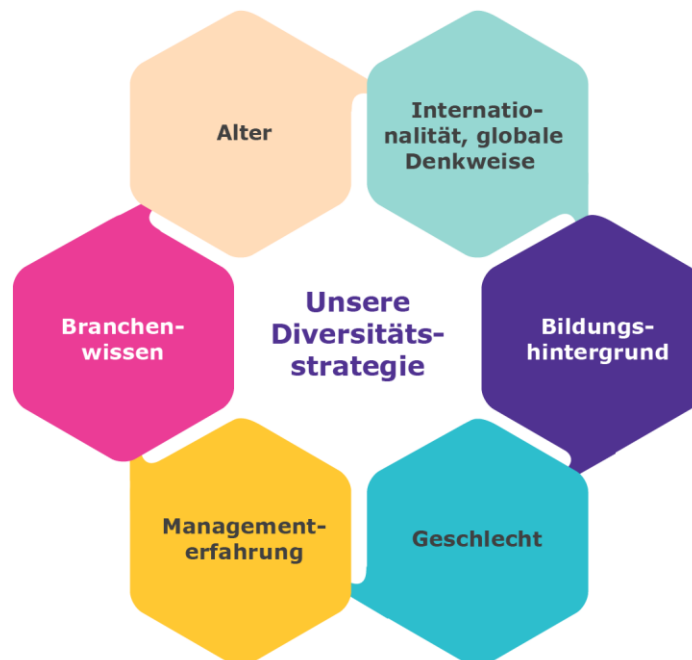 Alter
Internatio-
nalität, globale
Denkweise
Branchen-
wissen
Unsere
Diversitäts-
strategie
Bildungs-
hintergrund
Management-
erfahrung
Geschlecht